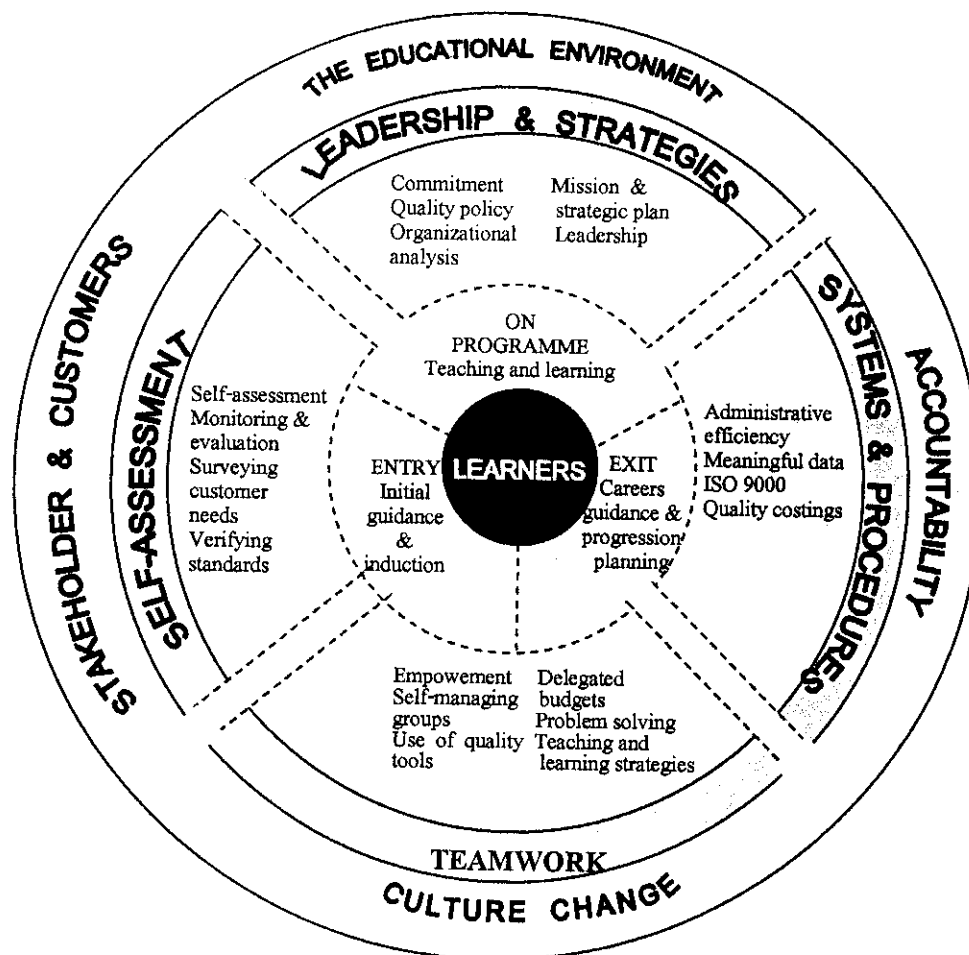 THE EDUCATIONAL ENVIRONMENT
LEADERSHIP & STRATEGIES
Commitment
Quality policy
Organizational
analysis
Mission &
strategic plan
Leadership
STAKEHOLDER & CUSTOMERS
SELF-ASSESSMENT
Self-assessment
Monitoring &
evaluation
Surveying
customer
needs
Verifying
standards
ON
PROGRAMME
Teaching and learning
ENTRY
Initial
guidance
&
induction
LEARNERS
EXIT
Careers
guidance &
progression
planning
Administrative
efficiency
Meaningful data
ISO 9000
Quality costings
SYSTEMS & PROCEDURES
ACCOUNTABILITY
Empowement
Self-managing
groups
Use of quality
tools
Delegated
budgets
Problem solving
Teaching and
learning strategies
TEAMWORK
CULTURE CHANGE